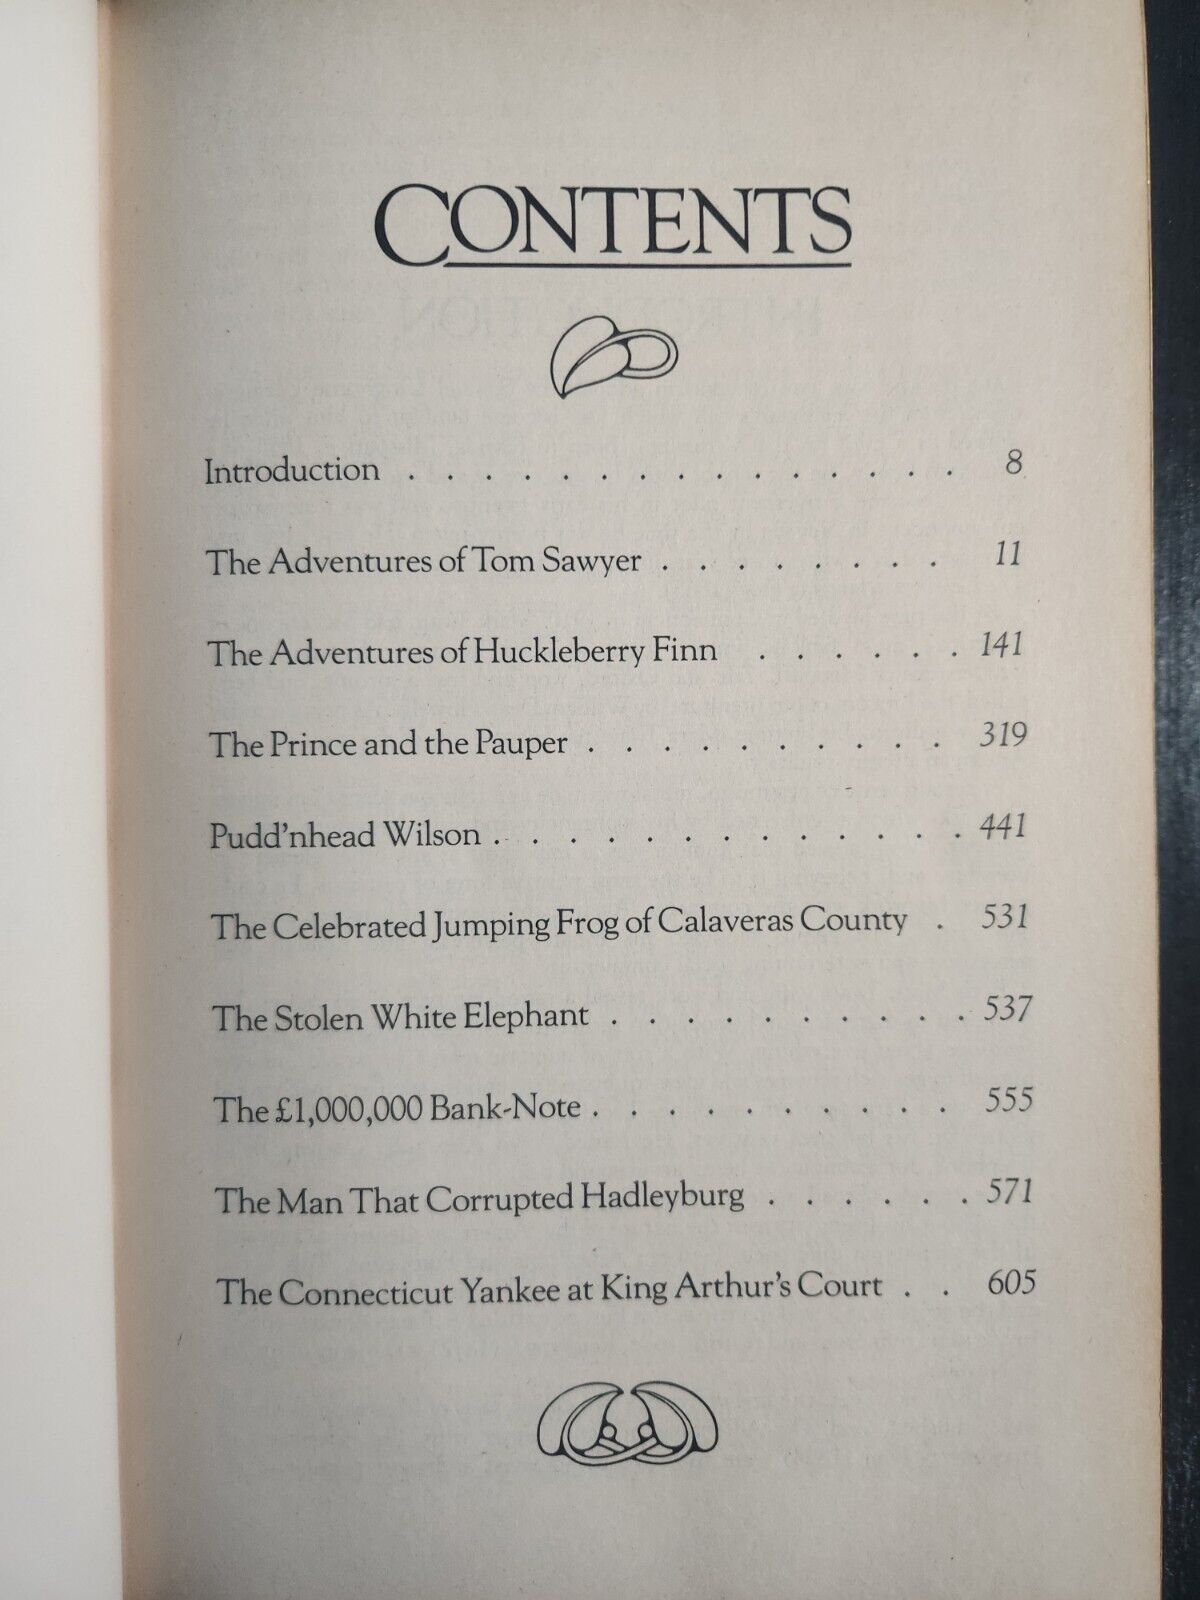 CONTENTS
Introduction . . . . . . . . . . . . . . . 8
The Adventures of Tom Sawyer . . . . . . . . 11
The Adventures of Huckleberry Finn . . . . . . 141
The Prince and the Pauper . . . . . . . . . . 319
Pudd'nhead Wilson . . . . . . . . . . . . . 441
The Celebrated Jumping Frog of Calaveras County . 531
The Stolen White Elephant . . . . . . . . . . 537
The £1,000,000 Bank-Note . . . . . . . . . . 555
The Man That Corrupted Hadleyburg . . . . . . 571
The Connecticut Yankee at King Arthur's Court . . 605